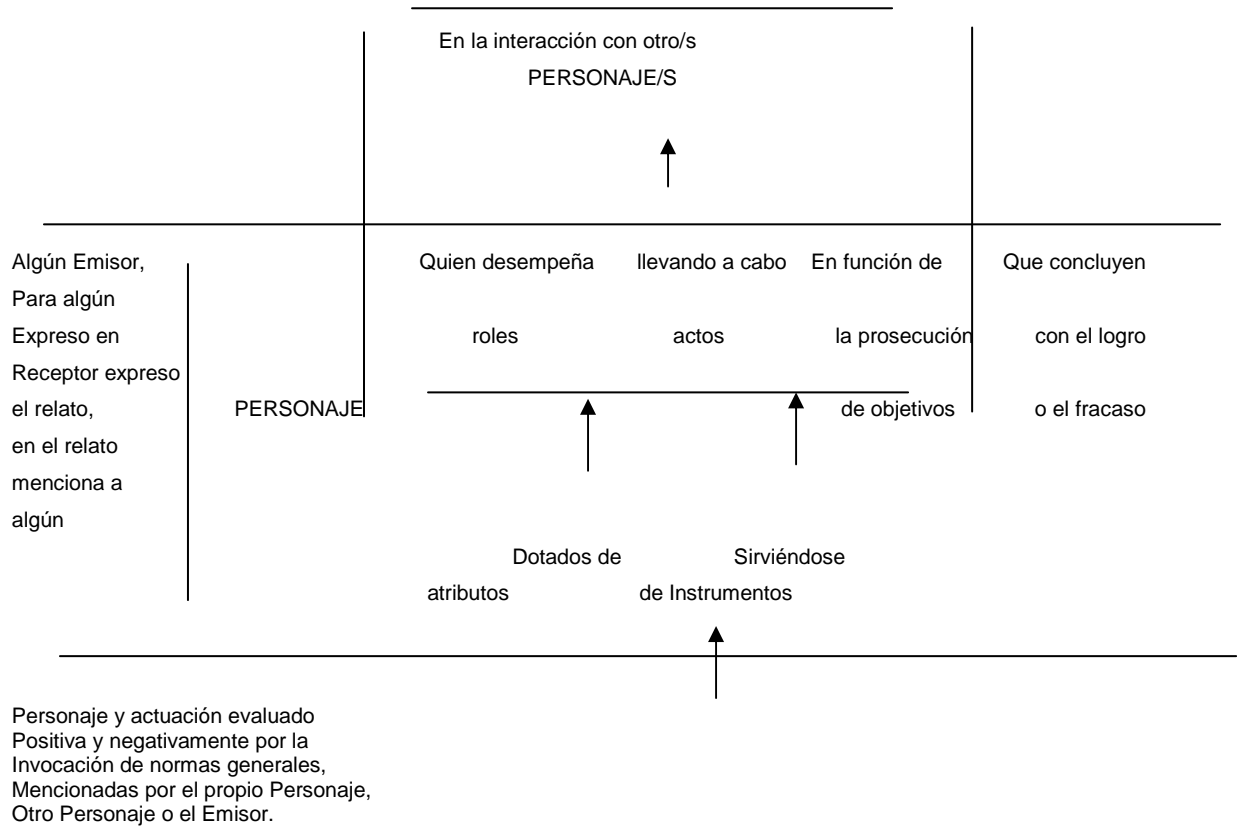 En la interacción con otro/s
PERSONAJE/S
Algún Emisor, Quien desempeña llevando a cabo En función de Que concluyen
Para algún
Expreso en roles actos la prosecución con el logro
Receptor expreso
el relato, PERSONAJE de objetivos o el fracaso
en el relato
menciona a
algún
Dotados de Sirviéndose
atributos de Instrumentos
Personaje y actuación evaluado
Positiva y negativamente por la
Invocación de normas generales,
Mencionadas por el propio Personaje,
Otro Personaje o el Emisor.